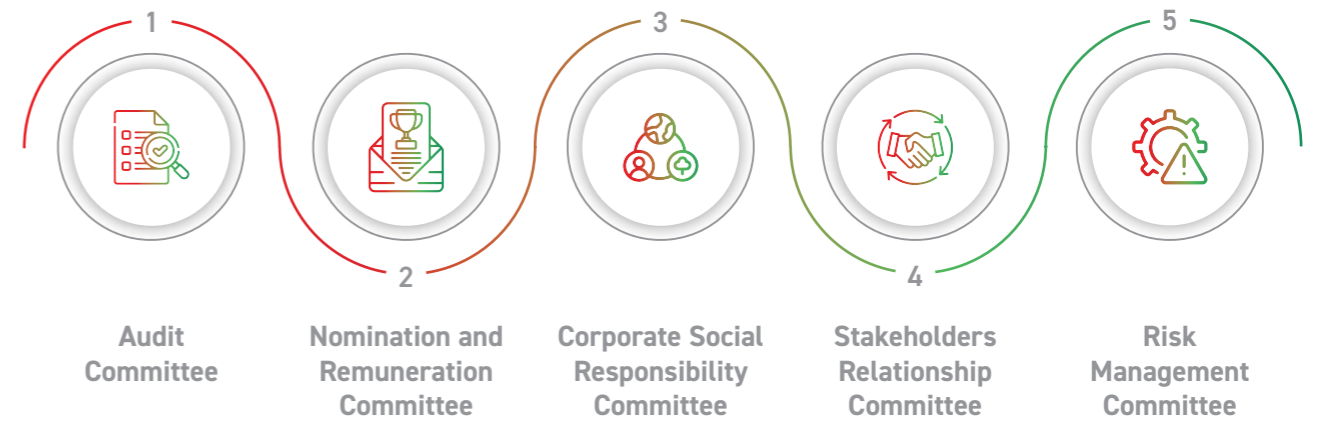 1
Audit
Committee
2
Nomination and
Remuneration
Committee
3
Corporate Social
Responsibility
Committee
4
Stakeholders
Relationship
Committee
5
Risk
Management
Committee